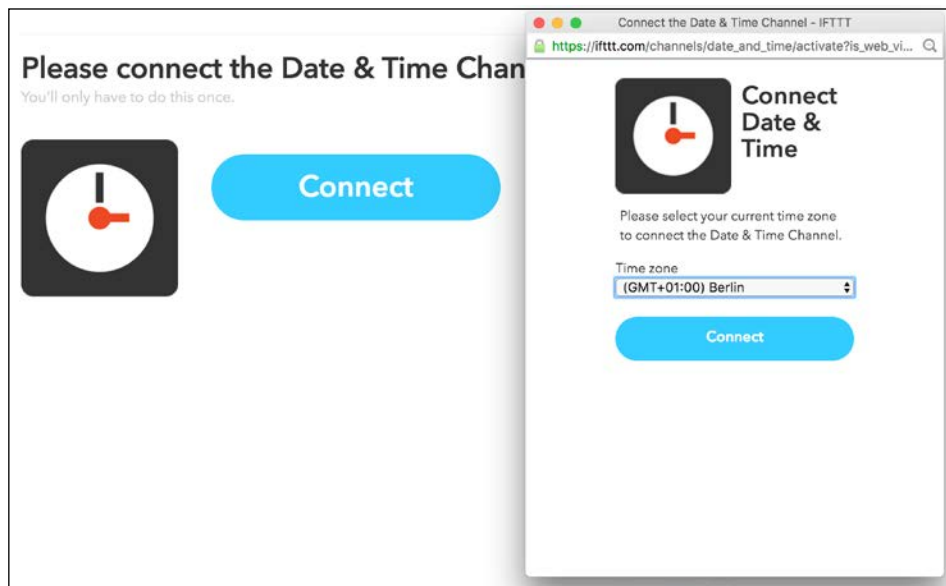 Please connect the Date & Time Chan
You'll only have to do this once.
Connect
Connect the Date & Time Channel - IFTTT
https://ifttt.com/channels/date_and_time/activate?is_web_vi...
Connect
Date &
Time
Please select your current time zone
to connect the Date & Time Channel.
Time zone
(GMT+01:00) Berlin
Connect